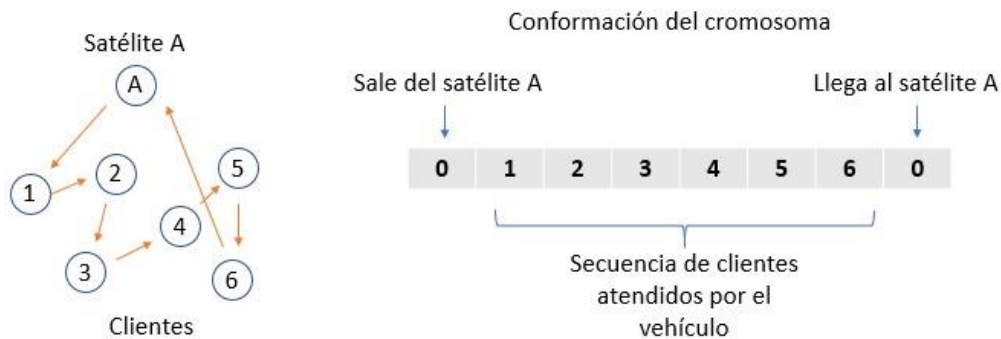 Conformación del cromosoma
Satélite A
A
1
2
3
4
5
6
Clientes
Sale del satélite A
Llega al satélite A
0 1 2 3 4 5 6 0
Secuencia de clientes
atendidos por el
vehículo